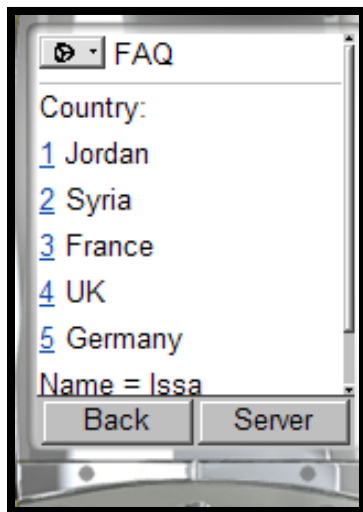 FAQ
Country:
1 Jordan
2 Syria
3 France
4 UK
5 Germany
Name = Issa
Back Server